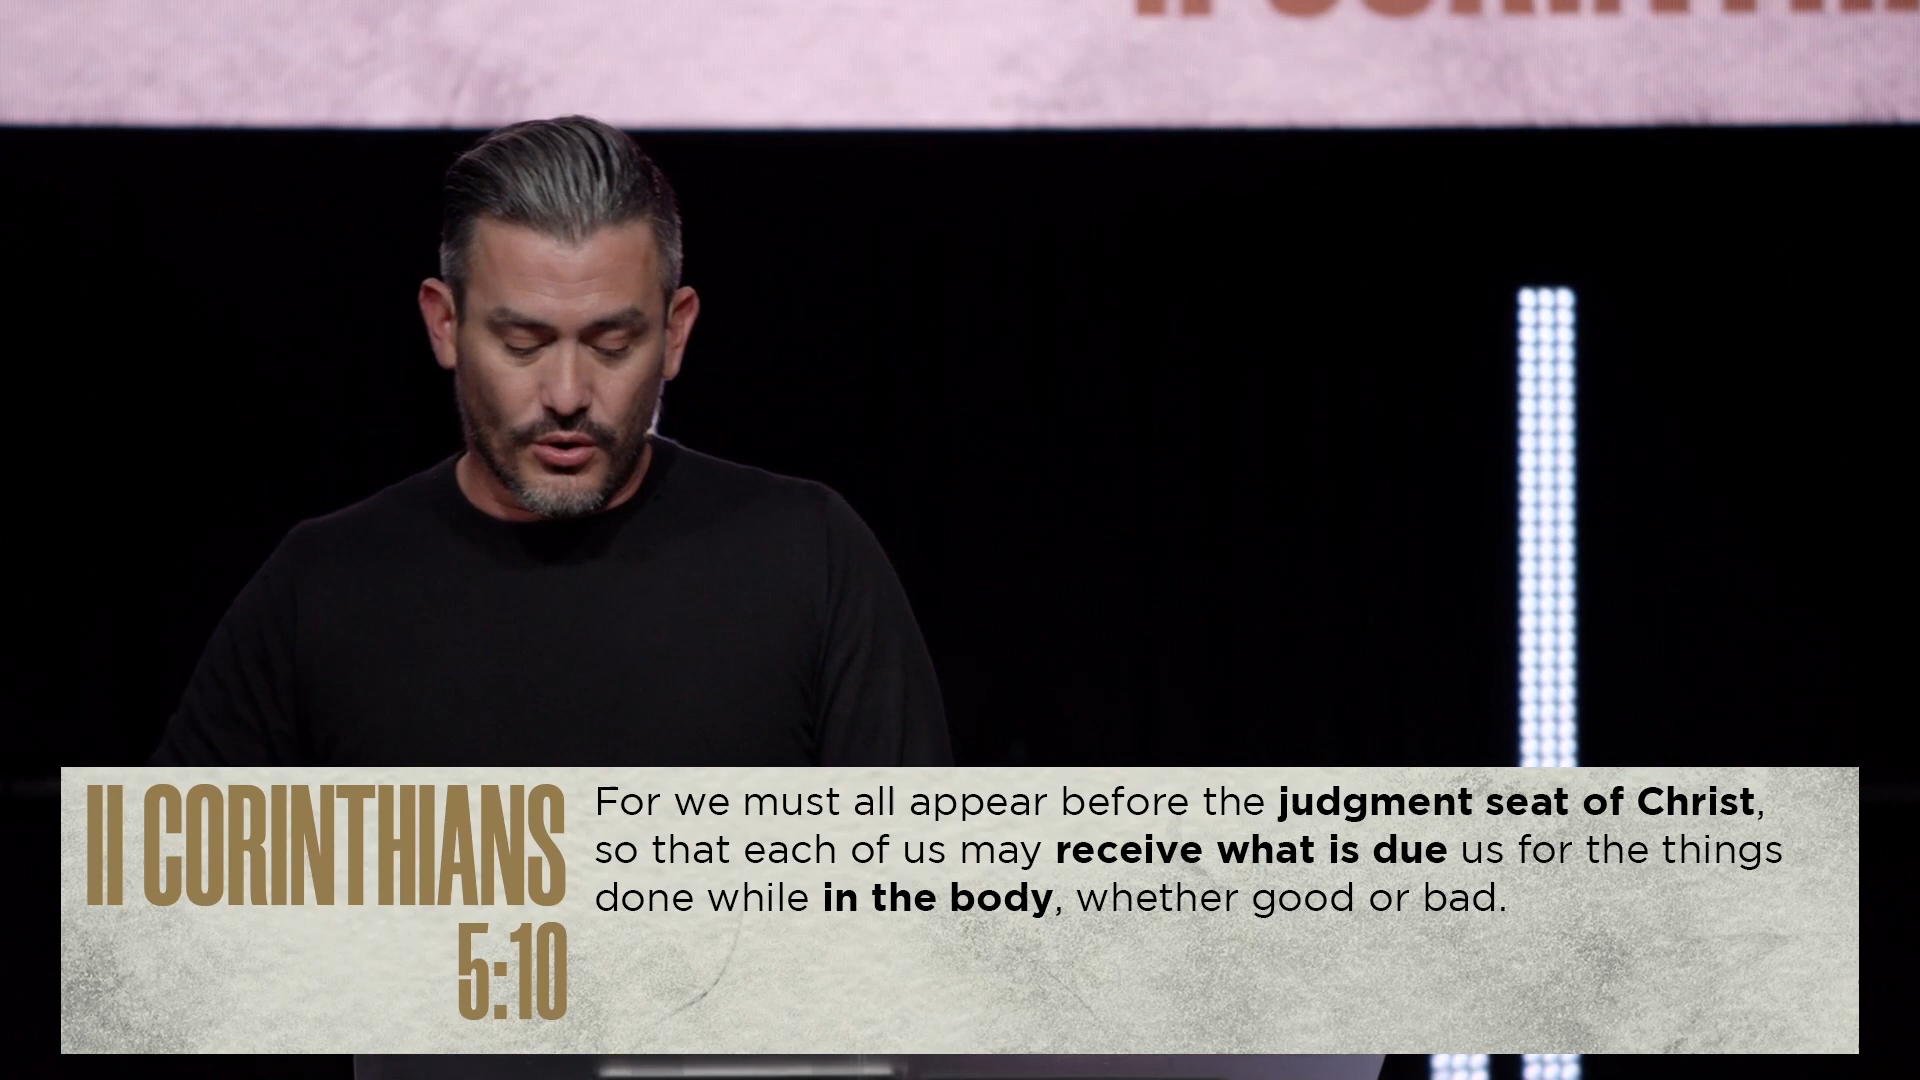 II CORINTHIANS
5:10
For we must all appear before the judgment seat of Christ,
so that each of us may receive what is due us for the things
done while in the body, whether good or bad.